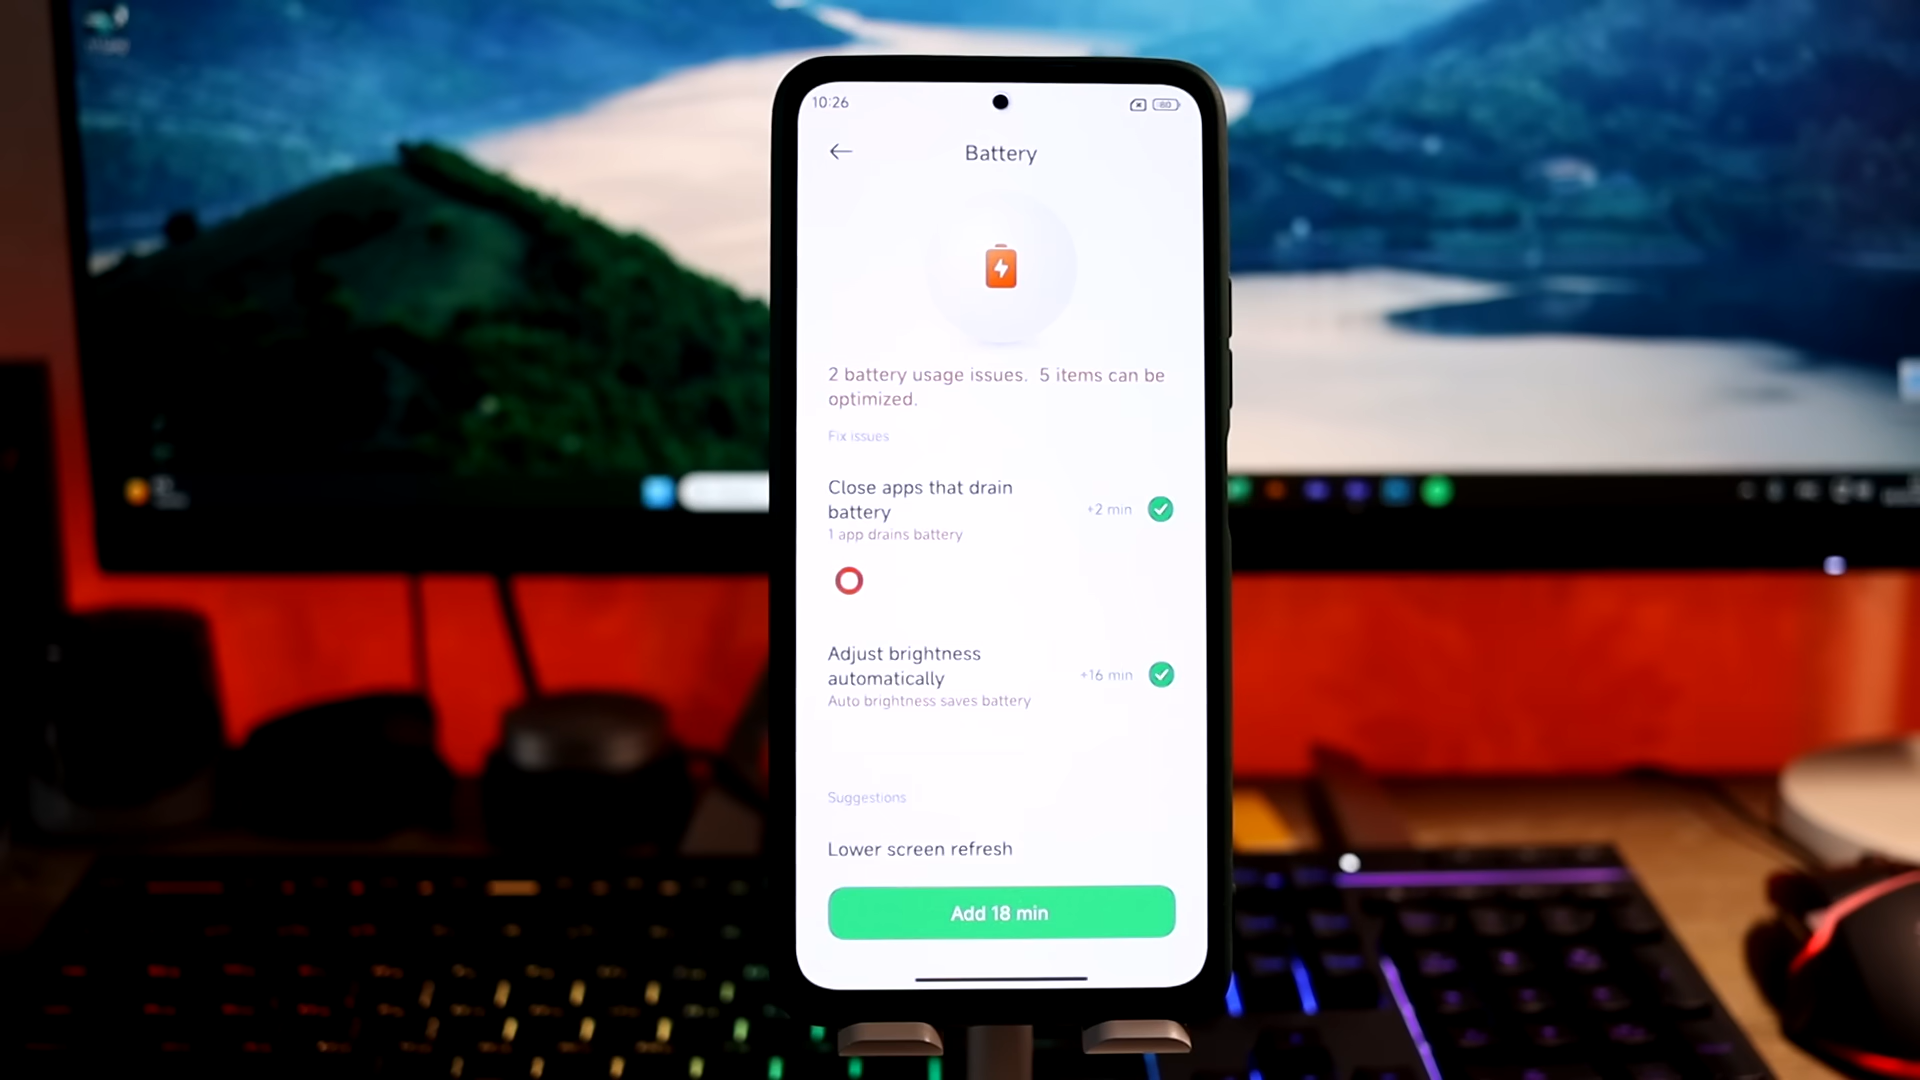 10:26
60
Battery
2 battery usage issues. 5 items can be
optimized.
Fix issues
Close apps that drain
battery
+2 min
1 app drains battery
Adjust brightness
automatically
+16 min
Auto brightness saves battery
Suggestions
Lower screen refresh
Add 18 min